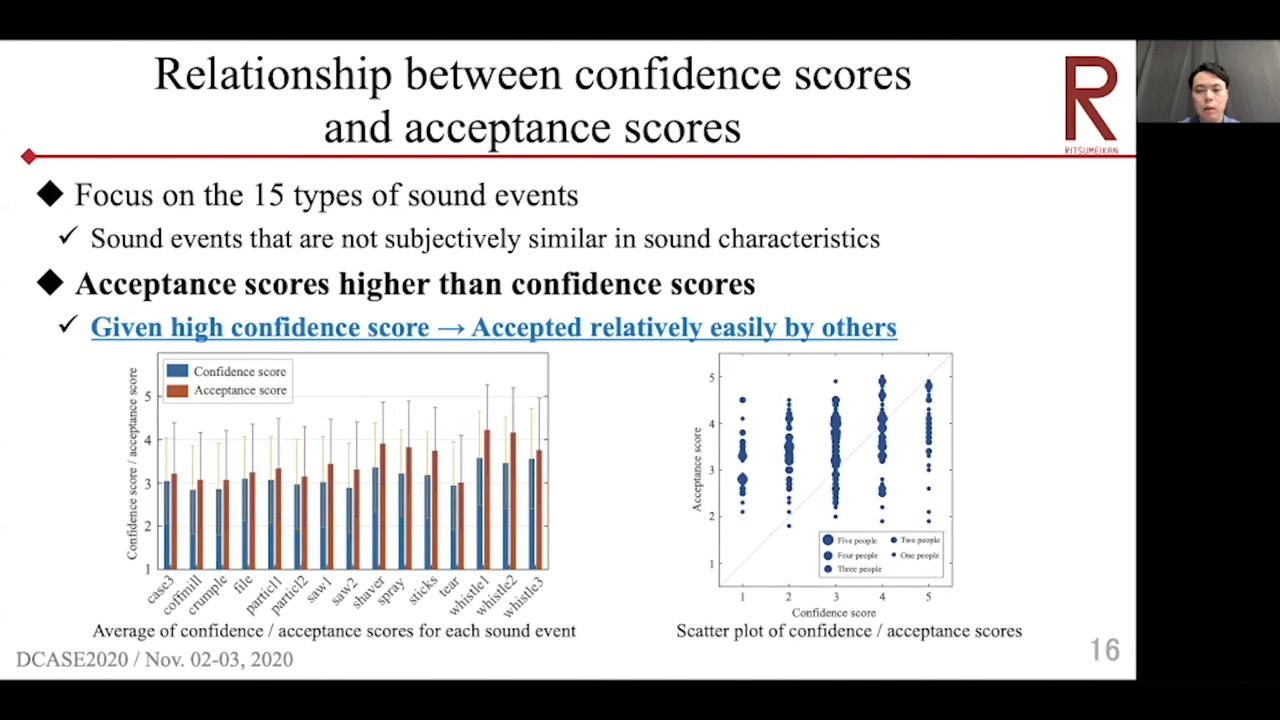 Relationship between confidence scores
and acceptance scores
RITSUMEIKAN
◆ Focus on the 15 types of sound events
✓ Sound events that are not subjectively similar in sound characteristics
◆ Acceptance scores higher than confidence scores
✓ Given high confidence score → Accepted relatively easily by others
Confidence score / acceptance score
5
4
3
2
1
Confidence score
Acceptance score
case3
coffmill
crumple
file
particl1
particl2
saw1
saw2
shaver
spray
sticks
tear
whistle1
whistle2
whistle3
Average of confidence / acceptance scores for each sound event
Acceptance score
5
4
3
2
1
Five people
Two people
Four people
One people
Three people
1 2 3 4 5
Confidence score
Scatter plot of confidence / acceptance scores
DCASE2020 / Nov. 02-03, 2020
16